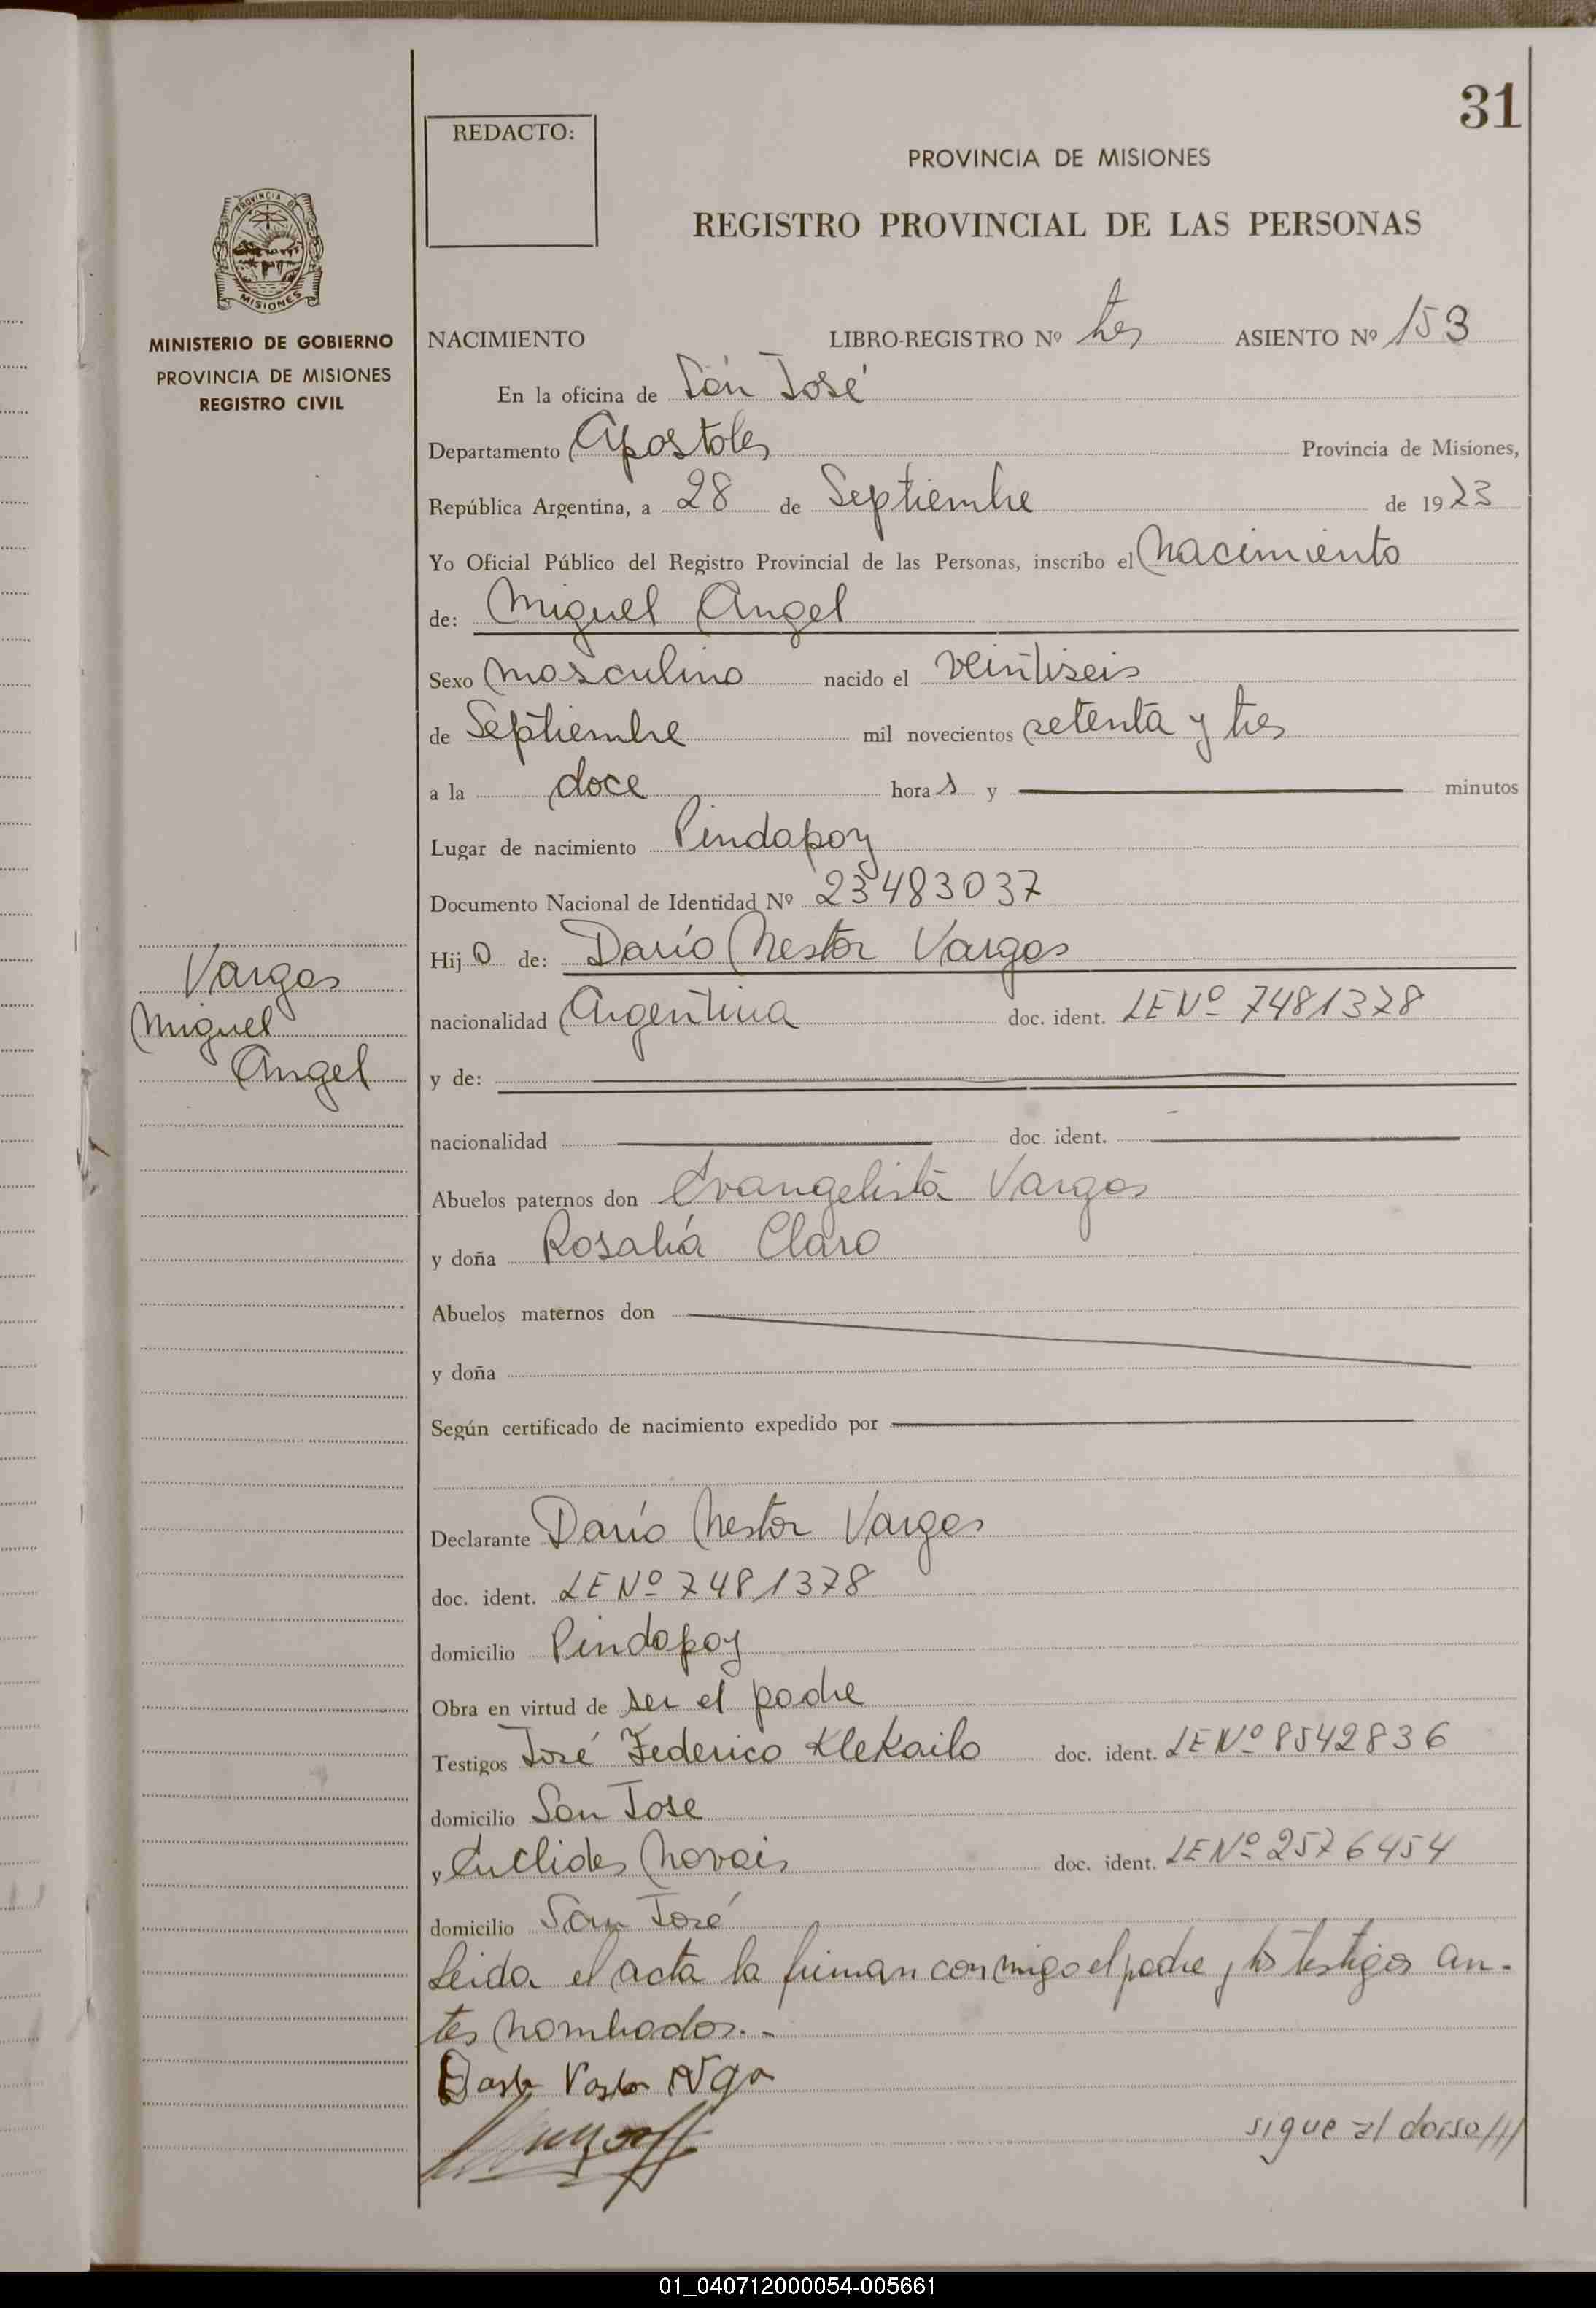 31
REDACTO:
PROVINCIA DE MISIONES
REGISTRO PROVINCIAL DE LAS PERSONAS
PROVINCIA DE
MISIONES
MINISTERIO DE GOBIERNO
PROVINCIA DE MISIONES
REGISTRO CIVIL
NACIMIENTO LIBRO-REGISTRO Nº tres ASIENTO Nº 153
En la oficina de San José
Departamento Apostoles Provincia de Misiones,
República Argentina, a 28 de Septiembre de 1973
Yo Oficial Público del Registro Provincial de las Personas, inscribo el Nacimiento
de: Miguel Angel
Sexo Masculino nacido el veintiseis
de Septiembre mil novecientos setenta y tres
a la doce horas y minutos
Lugar de nacimiento Pindapoy
Documento Nacional de Identidad Nº 23483037
Hijo de: Darío Nestor Vargas
Vargas
Miguel
Angel
nacionalidad Argentina doc. ident. LE Nº 7481378
y de:
nacionalidad doc. ident.
Abuelos paternos don Evangelista Vargas
y doña Rosalía Claro
Abuelos maternos don
y doña
Según certificado de nacimiento expedido por
Declarante Darío Nestor Vargas
doc. ident. LE Nº 7481378
domicilio Pindapoy
Obra en virtud de ser el padre
Testigos José Federico Klekailo doc. ident. LE Nº 8542836
domicilio San Jose
y Euclides Novais doc. ident. LE Nº 2576454
domicilio San José
Leida el acta la firman conmigo el padre y los testigos an-
tes nombrados.-
sigue al dorso///
01_040712000054-005661